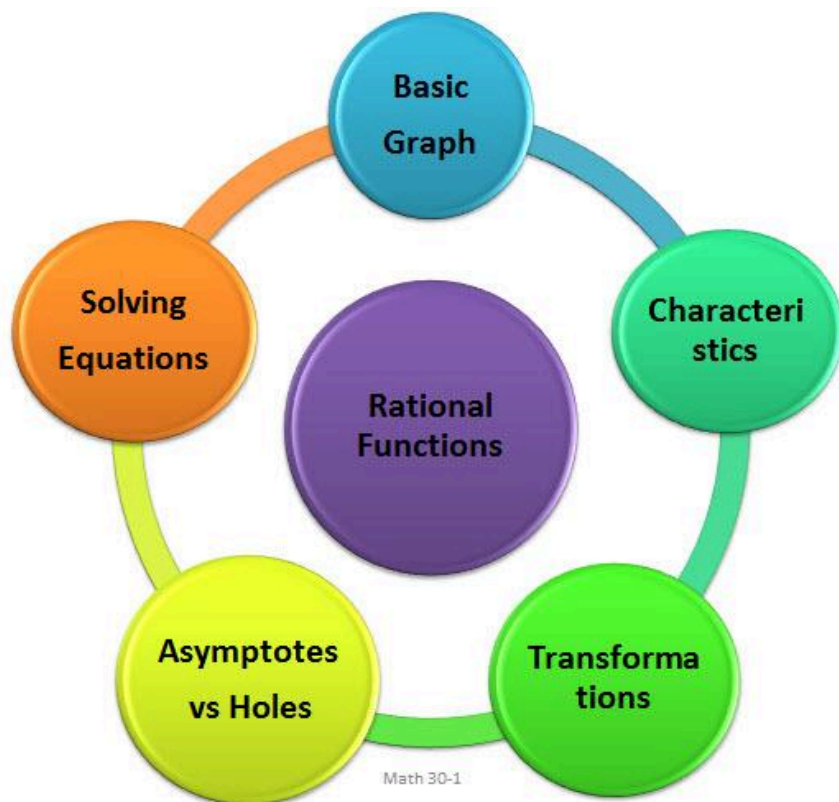 Basic
Graph
Characteri
stics
Transforma
tions
Asymptotes
vs Holes
Solving
Equations
Rational
Functions
Math 30-1